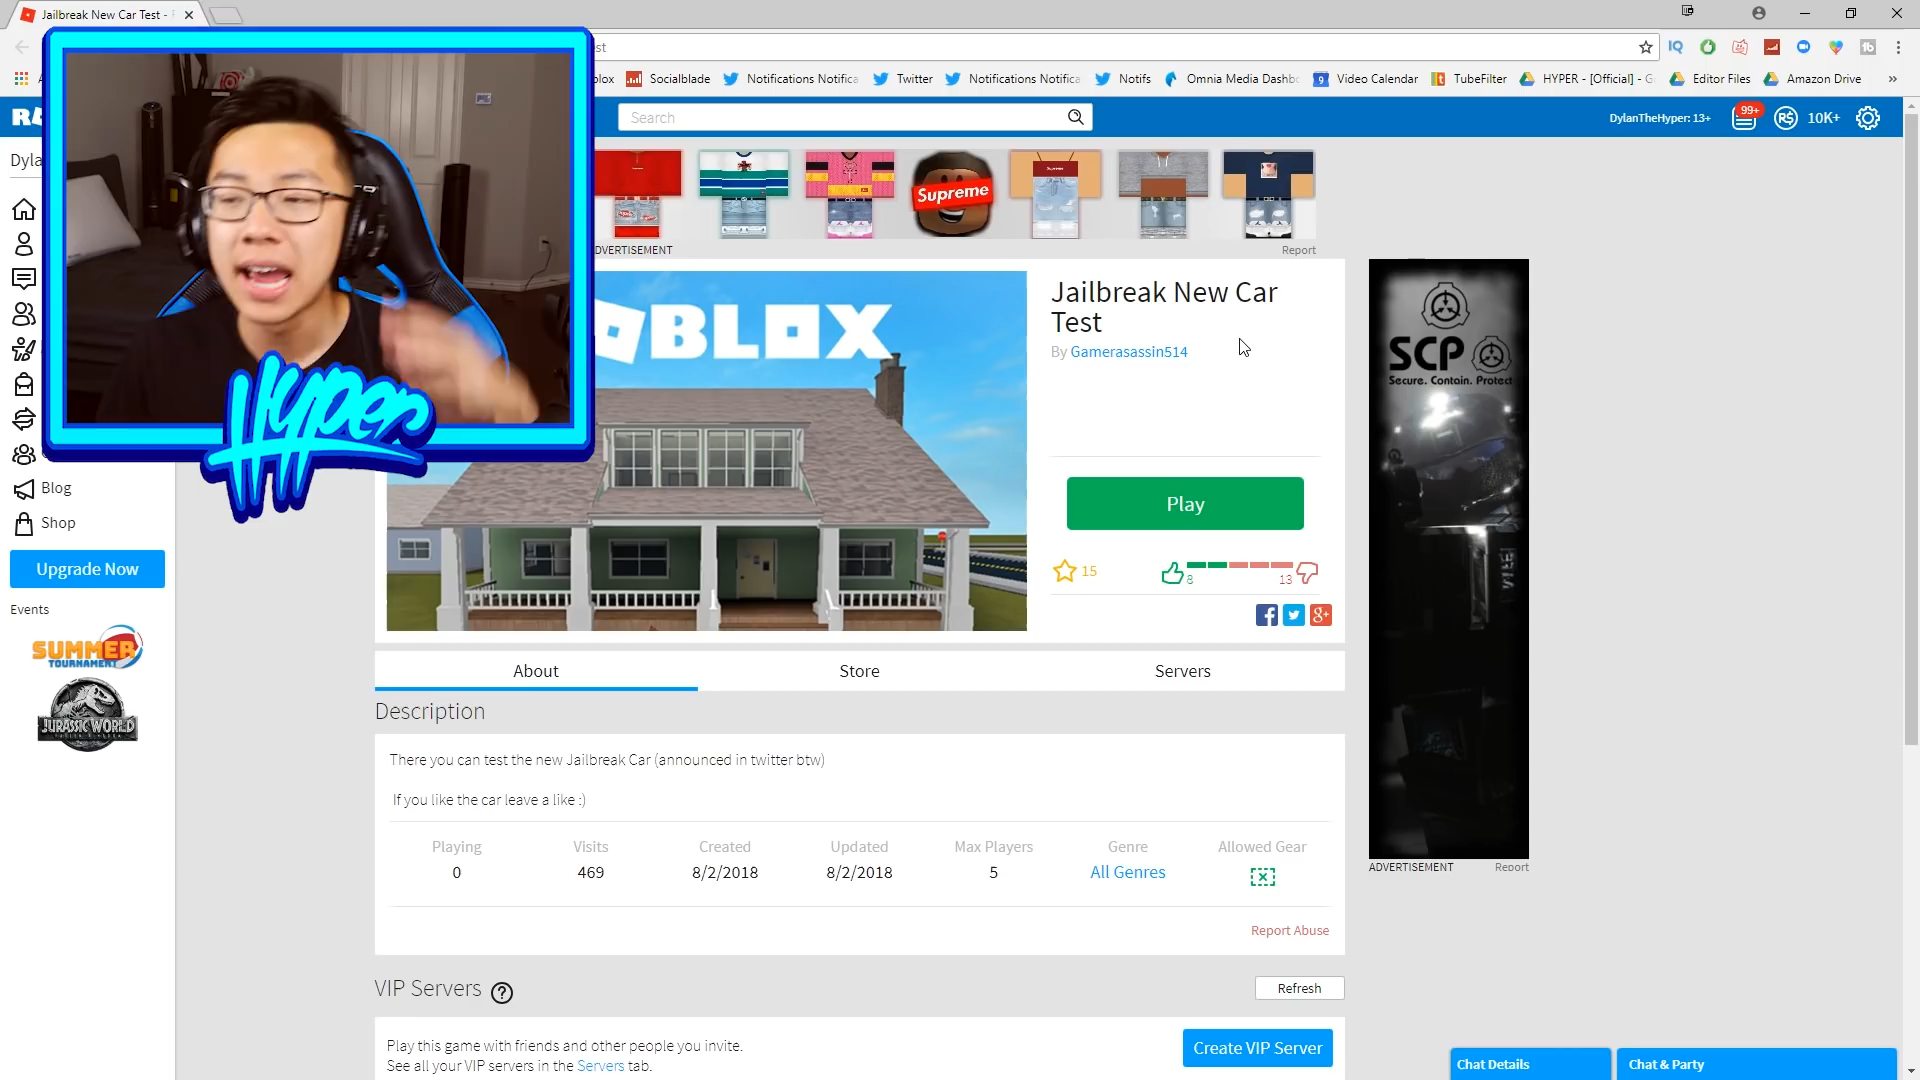 Jailbreak New Car Test -
st
lox
Socialblade
Notifications Notifica
Twitter
Notifications Notifica
Notifs
Omnia Media Dashbo
Video Calendar
TubeFilter
HYPER - [Official] - G
Editor Files
Amazon Drive
»
Search
DylanTheHyper: 13+
99+
R$
10K+
Dyla
Supreme
DVERTISEMENT
Report
BLOX
Hyper
Jailbreak New Car
Test
By Gamerasassin514
Play
15
8
13
SCP
Secure. Contain. Protect
Blog
Shop
Upgrade Now
Events
SUMMER
TOURNAMENT
JURASSIC WORLD
About
Store
Servers
Description
There you can test the new Jailbreak Car (announced in twitter btw)
If you like the car leave a like :)
Playing
Visits
Created
Updated
Max Players
Genre
Allowed Gear
0
469
8/2/2018
8/2/2018
5
All Genres
ADVERTISEMENT
Report
Report Abuse
VIP Servers
Refresh
Play this game with friends and other people you invite.
See all your VIP servers in the Servers tab.
Create VIP Server
Chat Details
Chat & Party